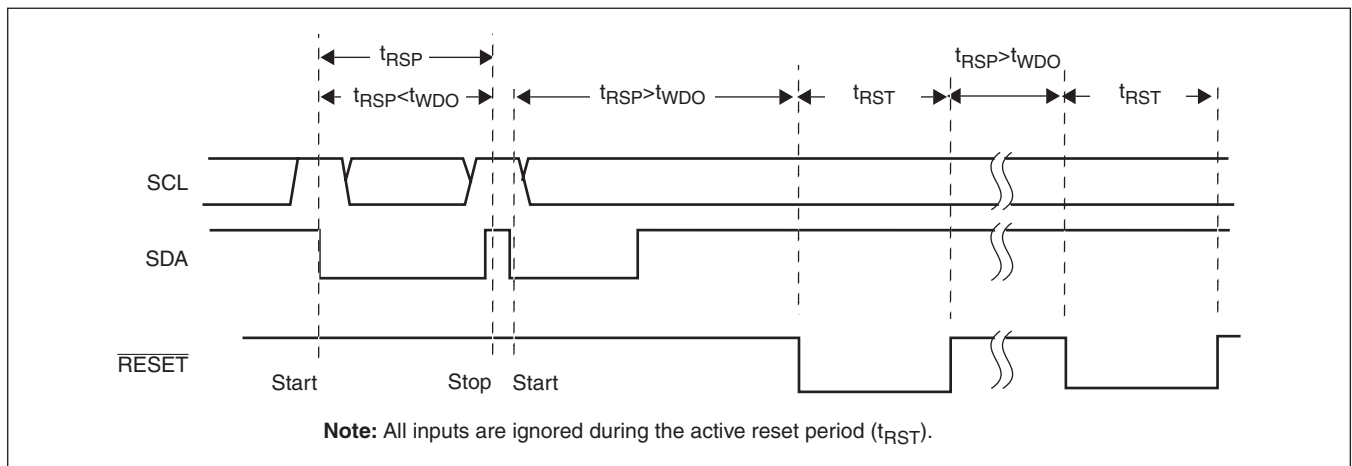 tRSP
tRSP<tWDO
tRSP>tWDO
tRST
tRSP>tWDO
tRST
SCL
SDA
RESET
Start
Stop
Start
Note: All inputs are ignored during the active reset period (tRST).